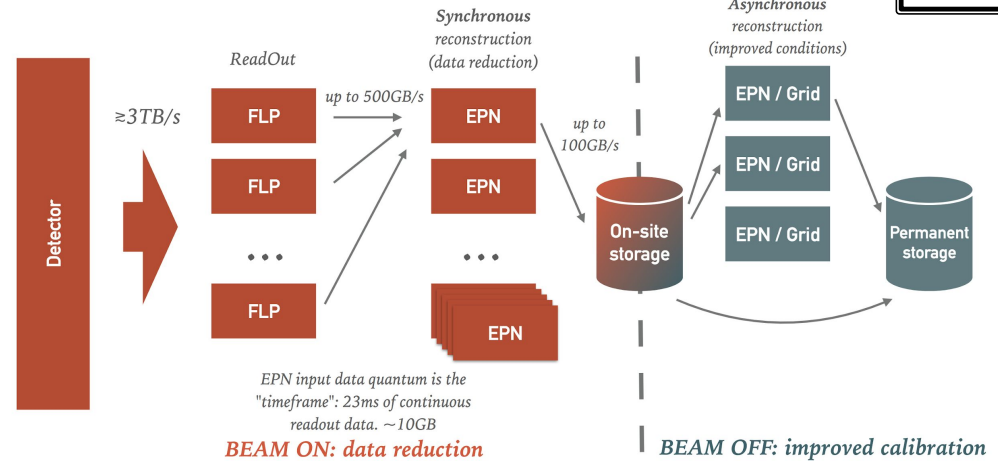 Synchronous
reconstruction
(data reduction)
Asynchronous
reconstruction
(improved conditions)
ReadOut
Detector
≳3TB/s
FLP
up to 500GB/s
EPN
up to
100GB/s
EPN / Grid
FLP
EPN
EPN / Grid
On-site
storage
EPN / Grid
Permanent
storage
...
...
FLP
EPN
EPN input data quantum is the
"timeframe": 23ms of continuous
readout data. ~10GB
BEAM ON: data reduction
BEAM OFF: improved calibration